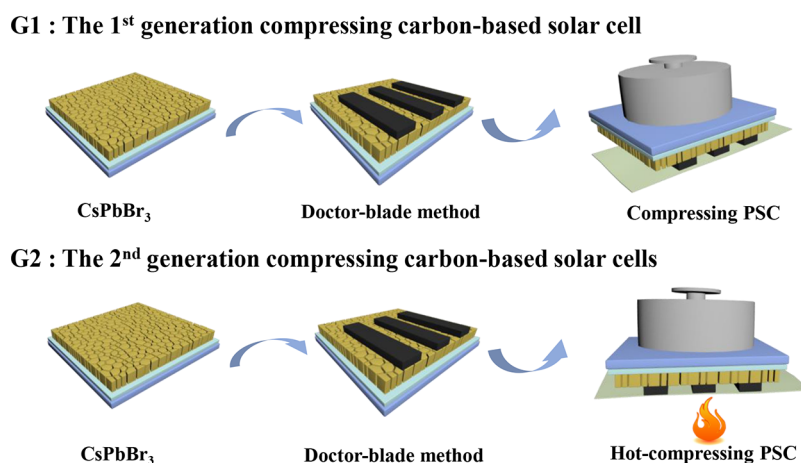 G1 : The 1st generation compressing carbon-based solar cell
CsPbBr3
Doctor-blade method
Compressing PSC
G2 : The 2nd generation compressing carbon-based solar cells
CsPbBr3
Doctor-blade method
Hot-compressing PSC